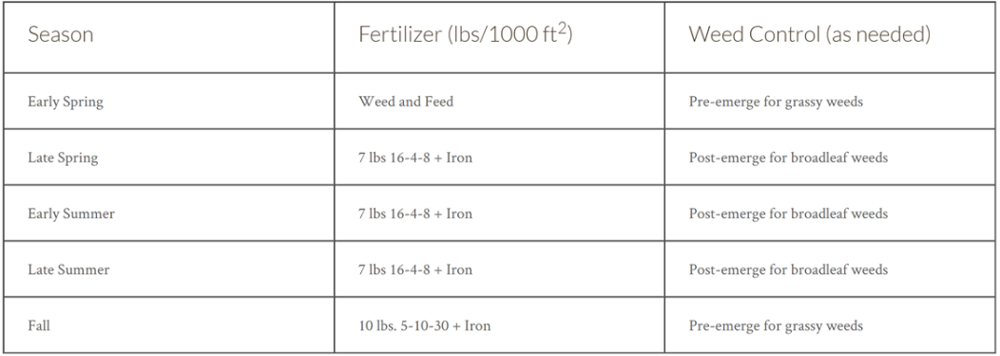 Season Fertilizer (lbs/1000 ft²) Weed Control (as needed)
Early Spring Weed and Feed Pre-emerge for grassy weeds
Late Spring 7 lbs 16-4-8 + Iron Post-emerge for broadleaf weeds
Early Summer 7 lbs 16-4-8 + Iron Post-emerge for broadleaf weeds
Late Summer 7 lbs 16-4-8 + Iron Post-emerge for broadleaf weeds
Fall 10 lbs. 5-10-30 + Iron Pre-emerge for grassy weeds